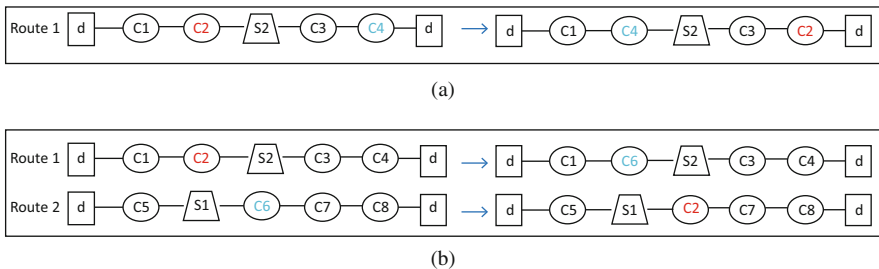 Route 1 d C1 C2 S2 C3 C4 d d C1 C4 S2 C3 C2 d
(a)
Route 1 d C1 C2 S2 C3 C4 d d C1 C6 S2 C3 C4 d
Route 2 d C5 S1 C6 C7 C8 d d C5 S1 C2 C7 C8 d
(b)